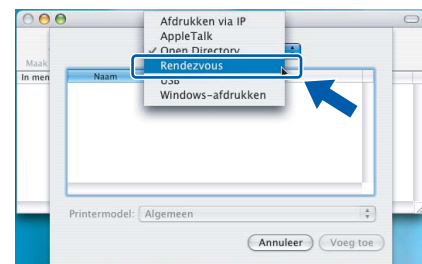 Afdrukken via IP
AppleTalk
✓ Open Directory
Rendezvous
USB
Windows-afdrukken
Maak
In men
Naam
Printermodel: Algemeen
Annuleer
Voeg toe